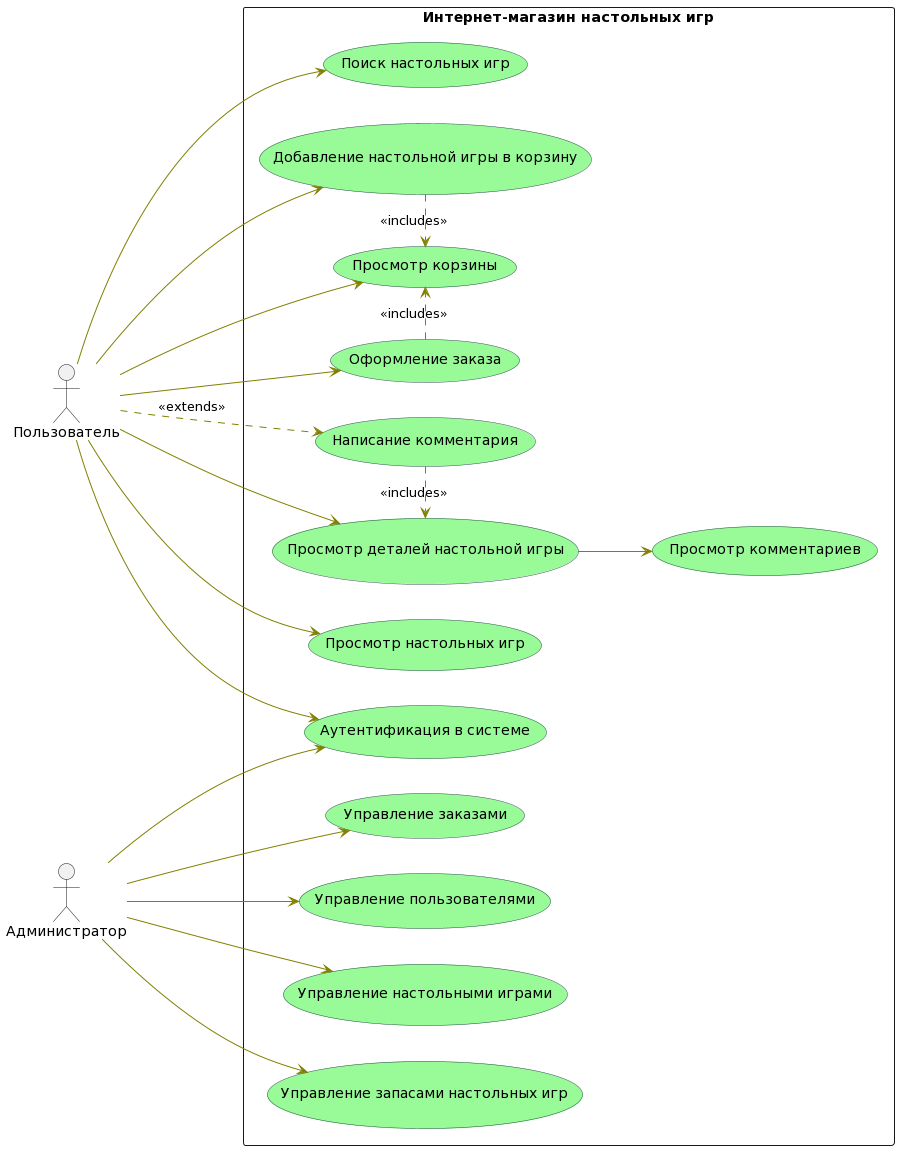 Интернет-магазин настольных игр
Поиск настольных игр
Добавление настольной игры в корзину
«includes»
Просмотр корзины
«includes»
Оформление заказа
«extends»
Пользователь
Написание комментария
«includes»
Просмотр деталей настольной игры
Просмотр комментариев
Просмотр настольных игр
Аутентификация в системе
Управление заказами
Управление пользователями
Администратор
Управление настольными играми
Управление запасами настольных игр